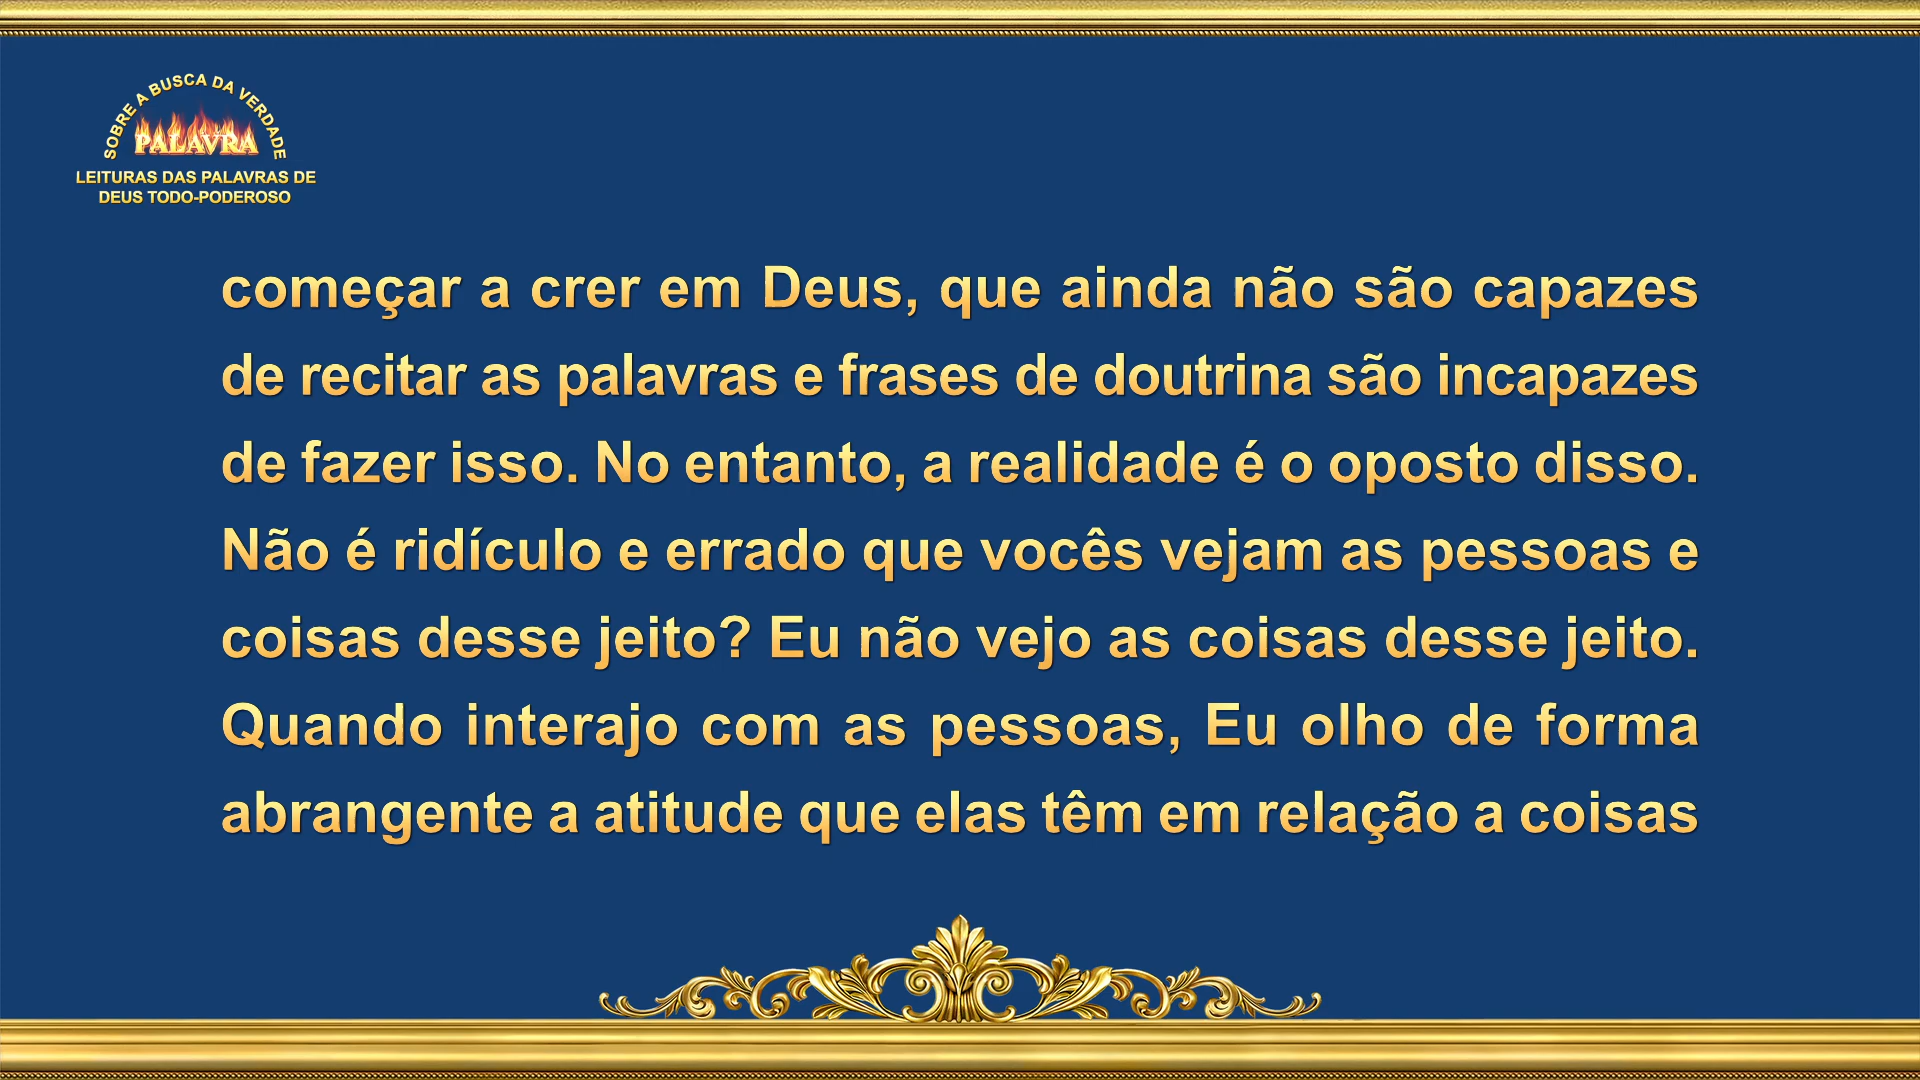 SOBRE A BUSCA DA VERDADE
PALAVRA
LEITURAS DAS PALAVRAS DE
DEUS TODO-PODEROSO
começar a crer em Deus, que ainda não são capazes
de recitar as palavras e frases de doutrina são incapazes
de fazer isso. No entanto, a realidade é o oposto disso.
Não é ridículo e errado que vocês vejam as pessoas e
coisas desse jeito? Eu não vejo as coisas desse jeito.
Quando interajo com as pessoas, Eu olho de forma
abrangente a atitude que elas têm em relação a coisas